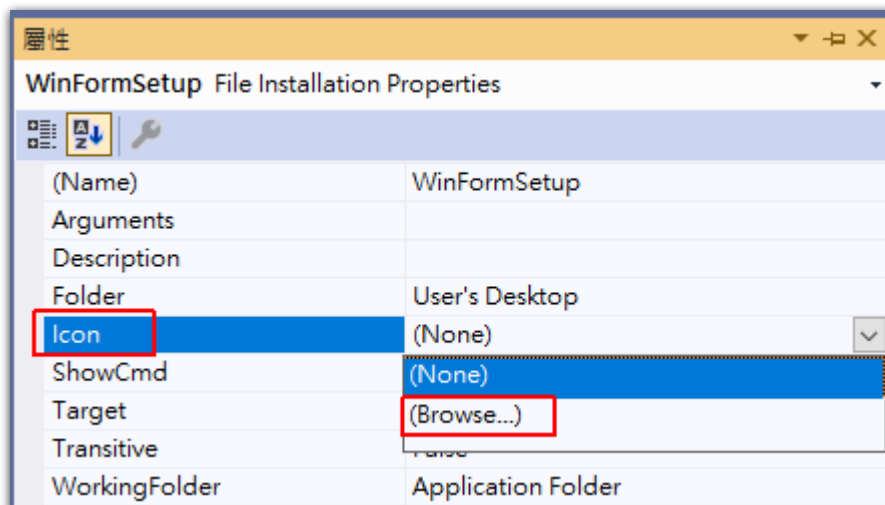 屬性
WinFormSetup File Installation Properties
(Name) WinFormSetup
Arguments
Description
Folder User's Desktop
Icon (None)
ShowCmd (None)
Target (Browse...)
Transitive
WorkingFolder Application Folder